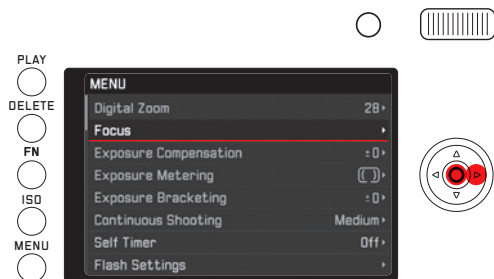 PLAY
DELETE
FN
ISO
MENU
MENU
Digital Zoom 28
Focus
Exposure Compensation ±0
Exposure Metering
Exposure Bracketing ±0
Continuous Shooting Medium
Self Timer Off
Flash Settings